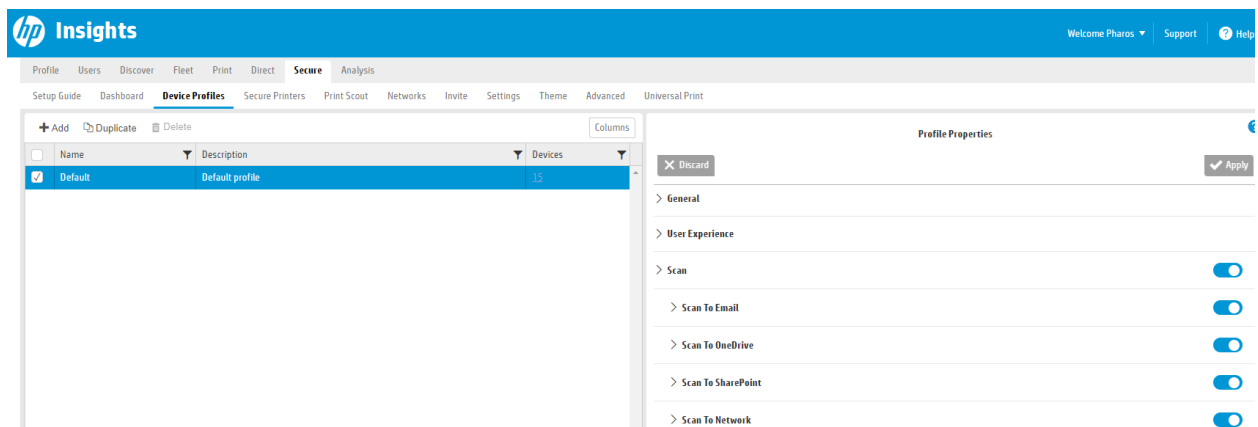 hp Insights
Welcome Pharos Support ? Help
Profile Users Discover Fleet Print Direct Secure Analysis
Setup Guide Dashboard Device Profiles Secure Printers Print Scout Networks Invite Settings Theme Advanced Universal Print
Add Duplicate Delete Columns
Name Description Devices
Default Default profile 15
Profile Properties
Discard Apply
General
User Experience
Scan
Scan To Email
Scan To OneDrive
Scan To SharePoint
Scan To Network